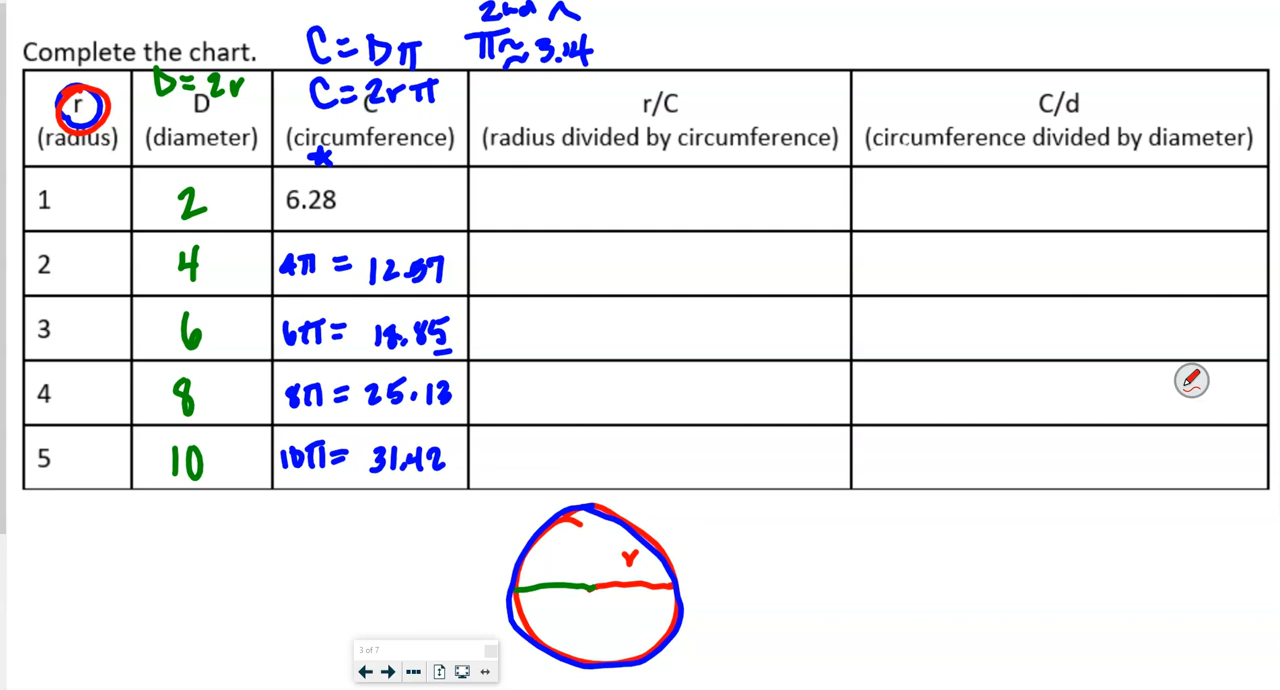 2nd ^
C = Dπ π ≈ 3.14
Complete the chart.
D = 2r C = 2rπ
r D C r/C C/d
(radius) (diameter) (circumference) (radius divided by circumference) (circumference divided by diameter)
*
1 2 6.28
2 4 4π = 12.57
3 6 6π = 18.85
4 8 8π = 25.13
5 10 10π = 31.42
r
3 of 7